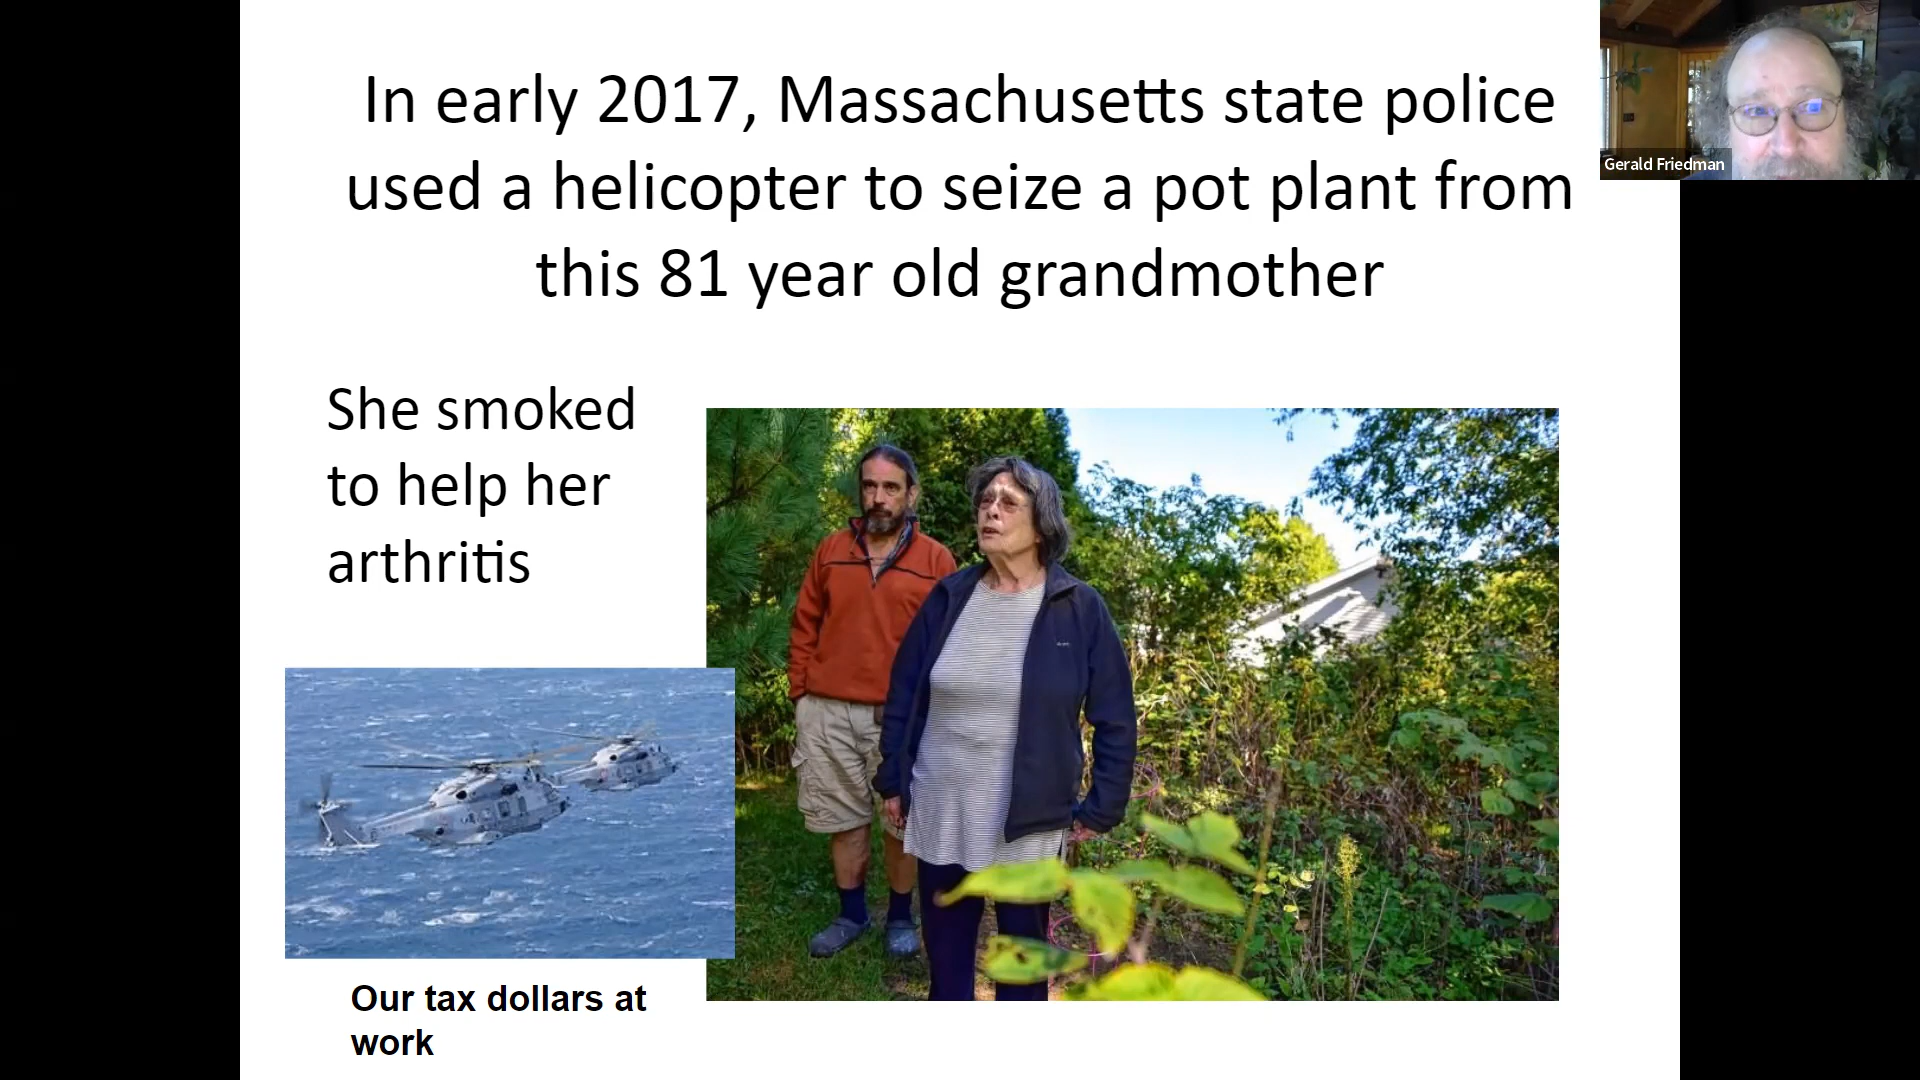 In early 2017, Massachusetts state police
used a helicopter to seize a pot plant from
this 81 year old grandmother
Gerald Friedman
She smoked
to help her
arthritis
Our tax dollars at
work